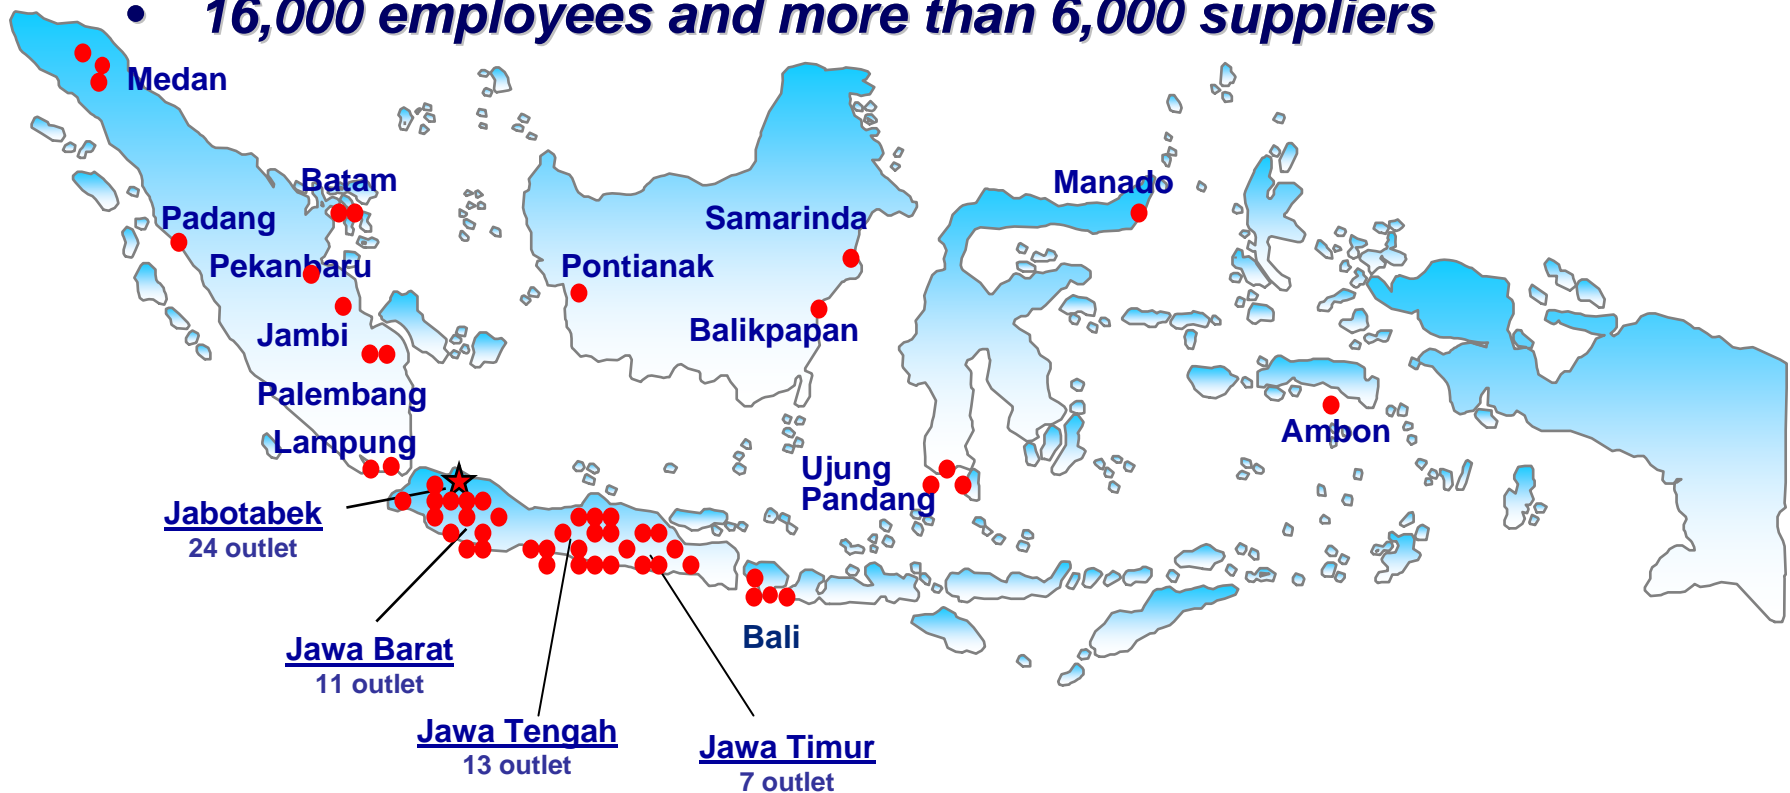 • 16,000 employees and more than 6,000 suppliers
Medan
Batam
Manado
Padang
Samarinda
Pekanbaru
Pontianak
Jambi
Balikpapan
Palembang
Ambon
Lampung
Ujung
Pandang
Jabotabek
24 outlet
Bali
Jawa Barat
11 outlet
Jawa Tengah
13 outlet
Jawa Timur
7 outlet